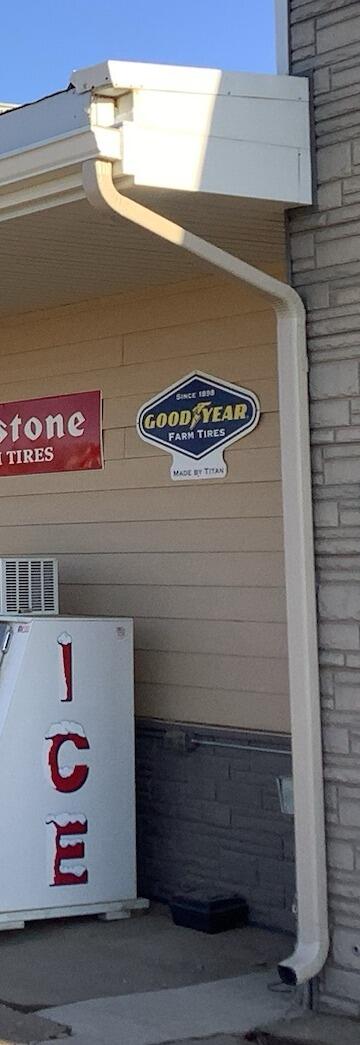 stone
TIRES
SINCE 1898
GOODYEAR
FARM TIRES
MADE BY TITAN
ICE